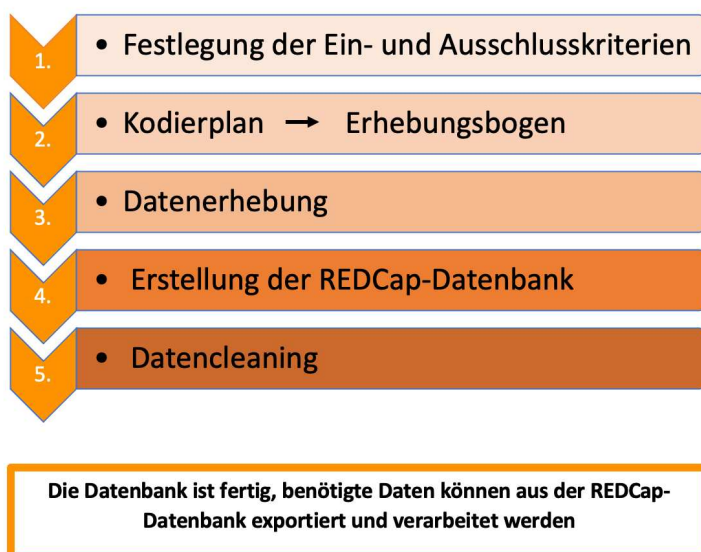 1. • Festlegung der Ein- und Ausschlusskriterien
2. • Kodierplan → Erhebungsbogen
3. • Datenerhebung
4. • Erstellung der REDCap-Datenbank
5. • Datencleaning
Die Datenbank ist fertig, benötigte Daten können aus der REDCap-
Datenbank exportiert und verarbeitet werden